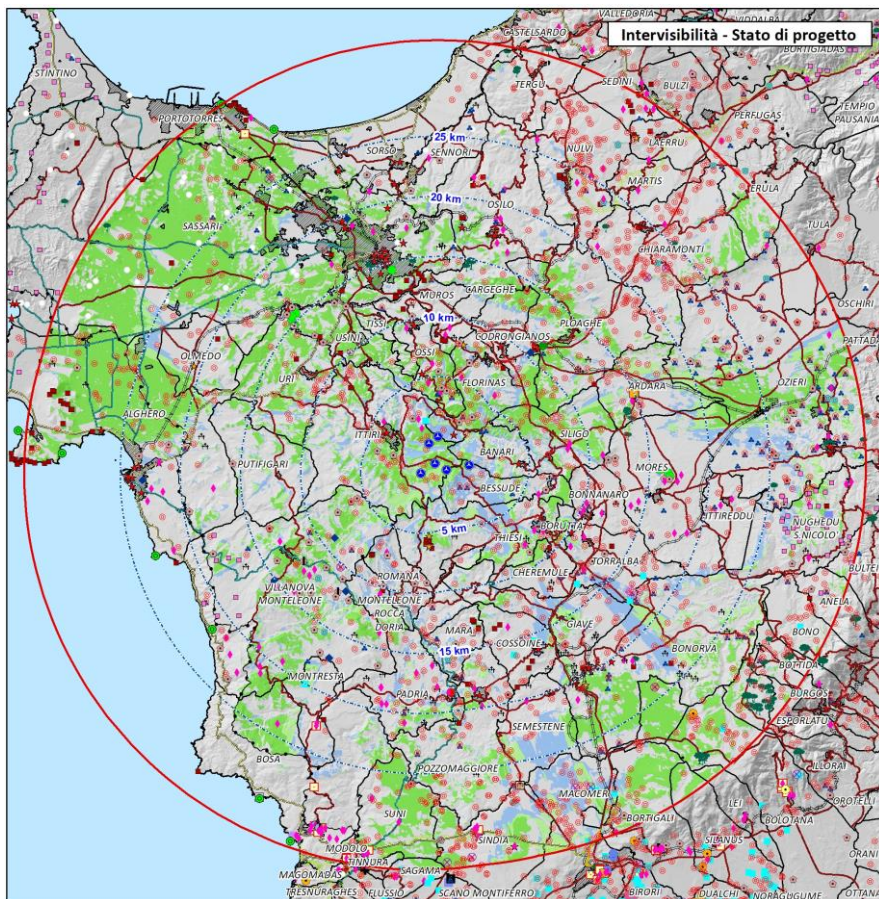 VALLEDORIA
VIDDALBA
CASTELSARDO
Intervisibilità - Stato di progetto
BORTIGIADAS
STINTINO
TERGU
SEDINI
BULZI
TEMPIO
PAUSANIA
PORTOTORRES
PERFUGAS
LAERRU
25 km
SORSO
SENNORI
NULVI
MARTIS
ERULA
20 km
OSILO
TULA
SASSARI
CHIARAMONTI
MUROS
CARGEGHE
OSCHIRI
10 km
PLOAGHE
TISSI
CODRONGIANOS
USINI
PATTADA
OLMEDO
OSSI
URI
FLORINAS
ARDARA
OZIERI
ALGHERO
ITTIRI
SILIGO
BANARI
PUTIFIGARI
MORES
BESSUDE
BONNANARO
ITTIREDDU
5 km
BORUTTA
NUGHEDU
S.NICOLO'
THIESI
TORRALBA
BULTEI
ROMANA
CHEREMULE
VILLANOVA
MONTELEONE
MONTELEONE
ROCCA
DORIA
ANELA
GIAVE
BONO
MARA
COSSOINE
BONORVA
15 km
BOTTIDA
MONTRESTA
PADRIA
BURGOS
SEMESTENE
ESPORLATU
BOSA
POZZOMAGGIORE
ILLORAI
MACOMER
LEI
OROTELLI
SUNI
BORTIGALI
BOLOTANA
SINDIA
SILANUS
MODOLO
ORANI
TINNURA
MAGOMADAS
SAGAMA
TRESNURAGHES
FLUSSIO
SCANO MONTIFERRO
BIRORI
DUALCHI
NORAGUGUME
OTTANA